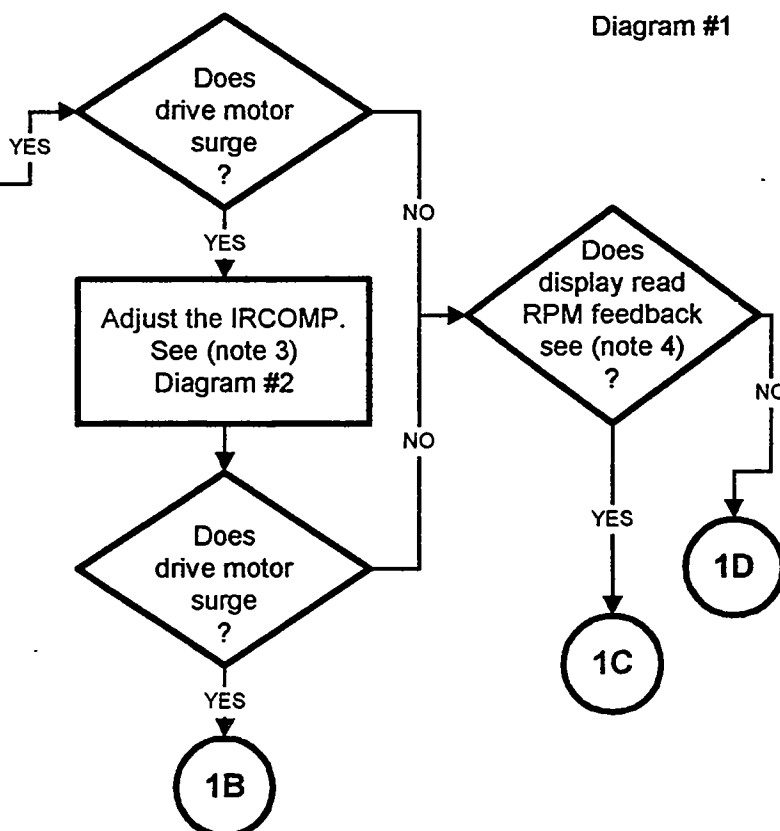 Diagram #1
Does
drive motor
surge
?
YES
NO
YES
Adjust the IRCOMP.
See (note 3)
Diagram #2
Does
display read
RPM feedback
see (note 4)
?
NO
NO
YES
Does
drive motor
surge
?
1D
1C
YES
1B